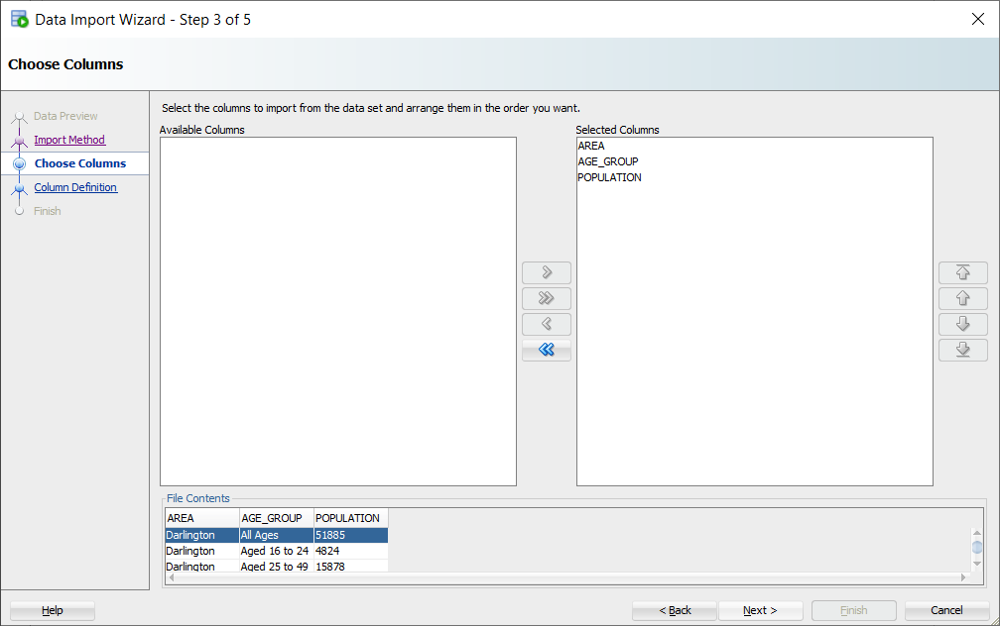 Data Import Wizard - Step 3 of 5
Choose Columns
Data Preview
Import Method
Choose Columns
Column Definition
Finish
Select the columns to import from the data set and arrange them in the order you want.
Available Columns
Selected Columns
AREA
AGE_GROUP
POPULATION
File Contents
AREA AGE_GROUP POPULATION
Darlington All Ages 51885
Darlington Aged 16 to 24 4824
Darlington Aged 25 to 49 15878
Help
< Back
Next >
Finish
Cancel